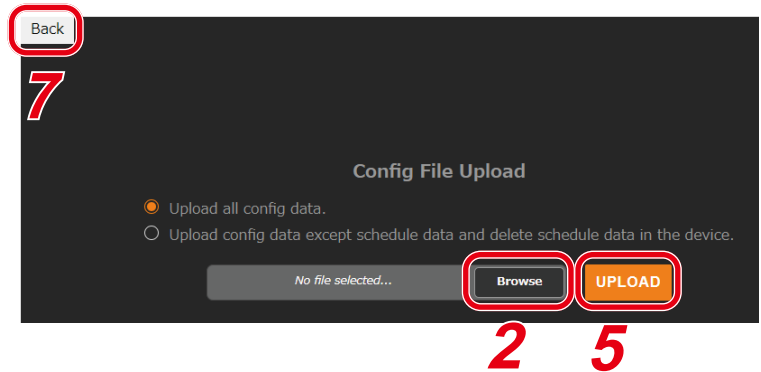 Back
7
Config File Upload
Upload all config data.
Upload config data except schedule data and delete schedule data in the device.
No file selected... Browse UPLOAD
2 5